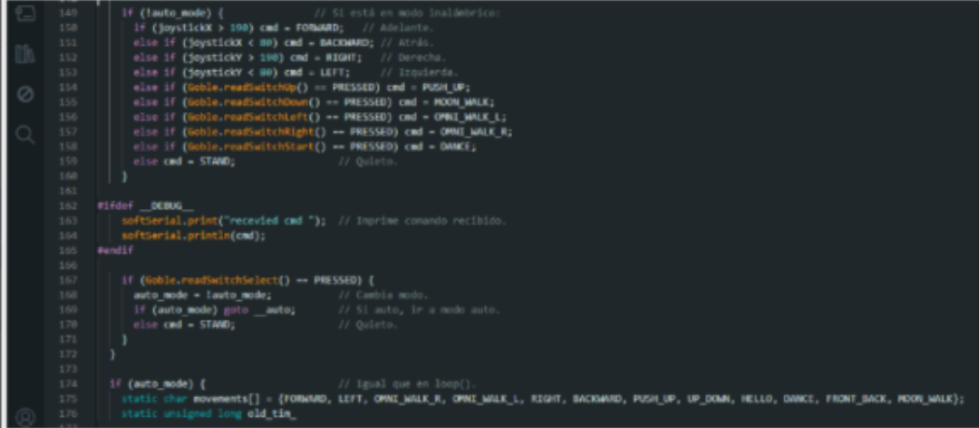 149 if (!auto_mode) { // Si está en modo inalámbrico:
150 if (joystickX > 190) cmd = FORWARD; // Adelante.
151 else if (joystickX < 80) cmd = BACKWARD; // Atrás.
152 else if (joystickY > 190) cmd = RIGHT; // Derecha.
153 else if (joystickY < 80) cmd = LEFT; // Izquierda.
154 else if (Goble.readSwitchUp() == PRESSED) cmd = PUSH_UP;
155 else if (Goble.readSwitchDown() == PRESSED) cmd = MOON_WALK;
156 else if (Goble.readSwitchLeft() == PRESSED) cmd = OMNI_WALK_L;
157 else if (Goble.readSwitchRight() == PRESSED) cmd = OMNI_WALK_R;
158 else if (Goble.readSwitchStart() == PRESSED) cmd = DANCE;
159 else cmd = STAND; // Quieto.
160 }
161
162 #ifdef __DEBUG__
163 softSerial.print("recevied cmd "); // Imprime comando recibido.
164 softSerial.println(cmd);
165 #endif
166
167 if (Goble.readSwitchSelect() == PRESSED) {
168 auto_mode = !auto_mode; // Cambia modo.
169 if (auto_mode) goto __auto; // Si auto, ir a modo auto.
170 else cmd = STAND; // Quieto.
171 }
172 }
173
174 if (auto_mode) { // Igual que en loop().
175 static char movements[] = {FORWARD, LEFT, OMNI_WALK_R, OMNI_WALK_L, RIGHT, BACKWARD, PUSH_UP, UP_DOWN, HELLO, DANCE, FRONT_BACK, MOON_WALK};
176 static unsigned long old_tim_